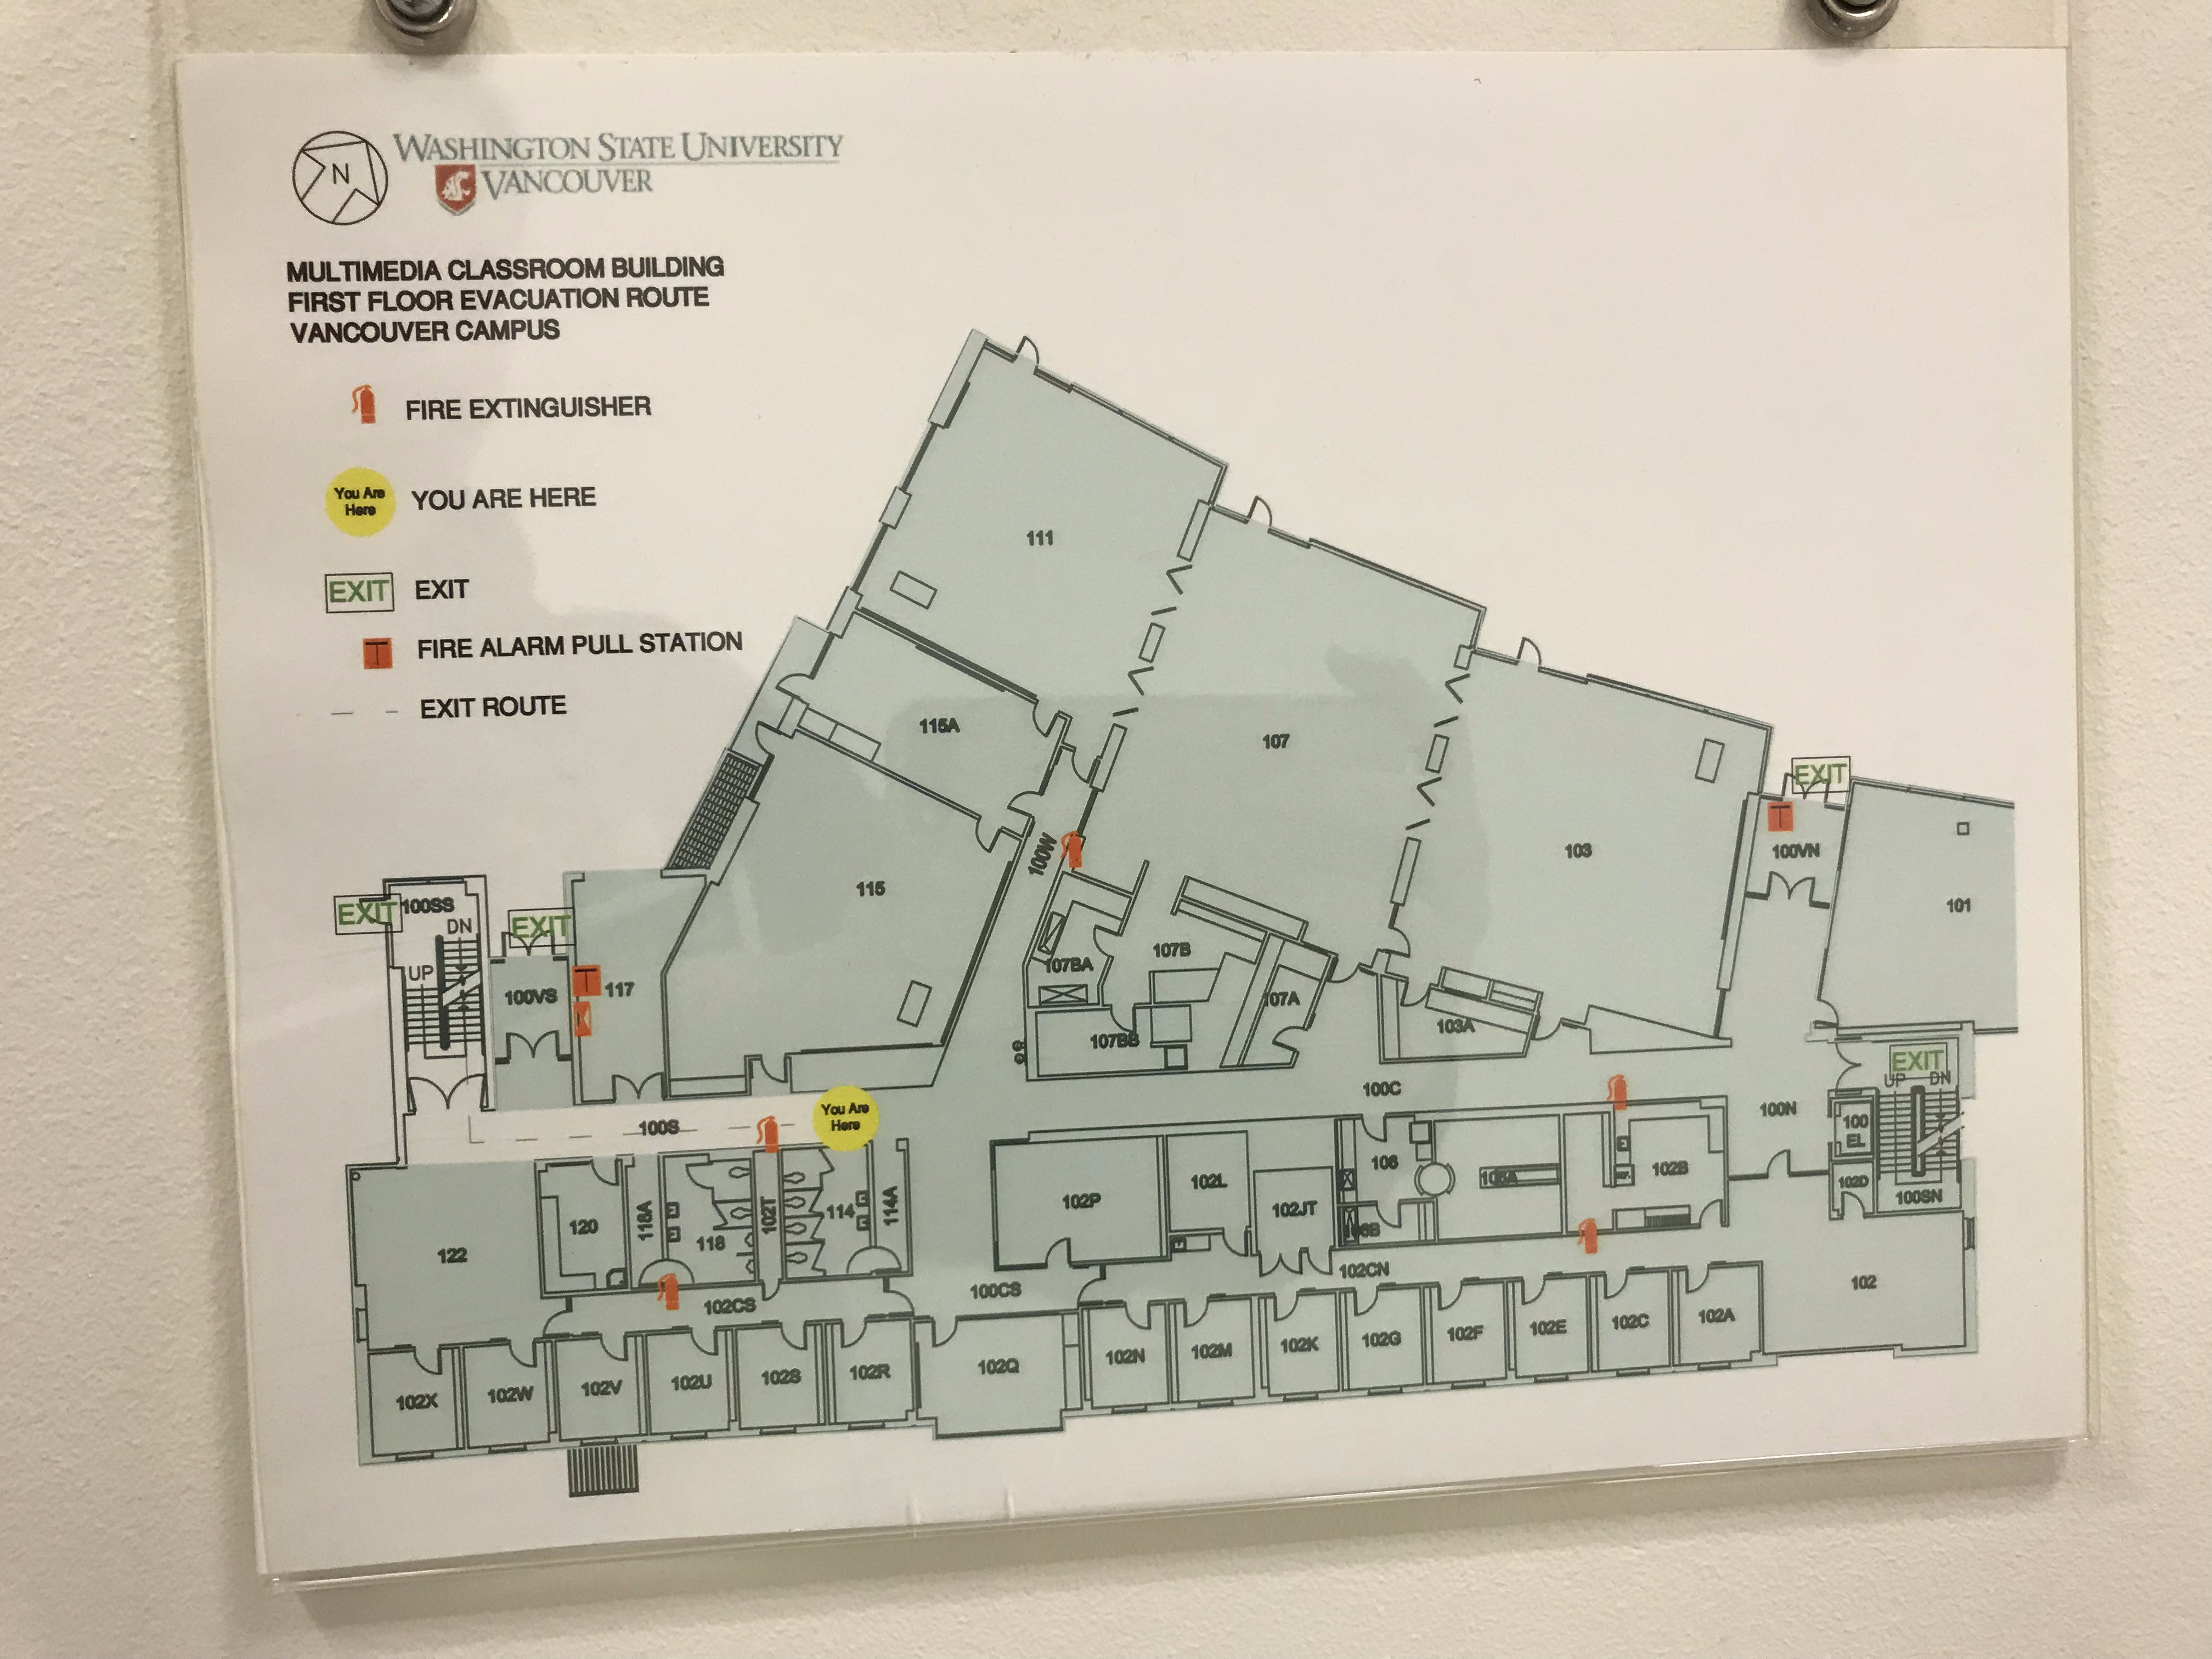 N
WASHINGTON STATE UNIVERSITY
VANCOUVER
MULTIMEDIA CLASSROOM BUILDING
FIRST FLOOR EVACUATION ROUTE
VANCOUVER CAMPUS
FIRE EXTINGUISHER
You Are
Here
YOU ARE HERE
EXIT
EXIT
FIRE ALARM PULL STATION
EXIT ROUTE
111
115A
107
103
EXIT
100VN
101
100W
115
EXIT
100SS
DN
UP
EXIT
100VS
117
107BA
107B
107A
107BB
103A
100C
EXIT
UP
DN
100N
100
EL
You Are
Here
100S
122
120
118A
118
102T
114
114A
102P
102L
102JT
106
102B
102D
100SN
102CS
100CS
102CN
102
102X
102W
102V
102U
102S
102R
102Q
102N
102M
102K
102G
102F
102E
102C
102A